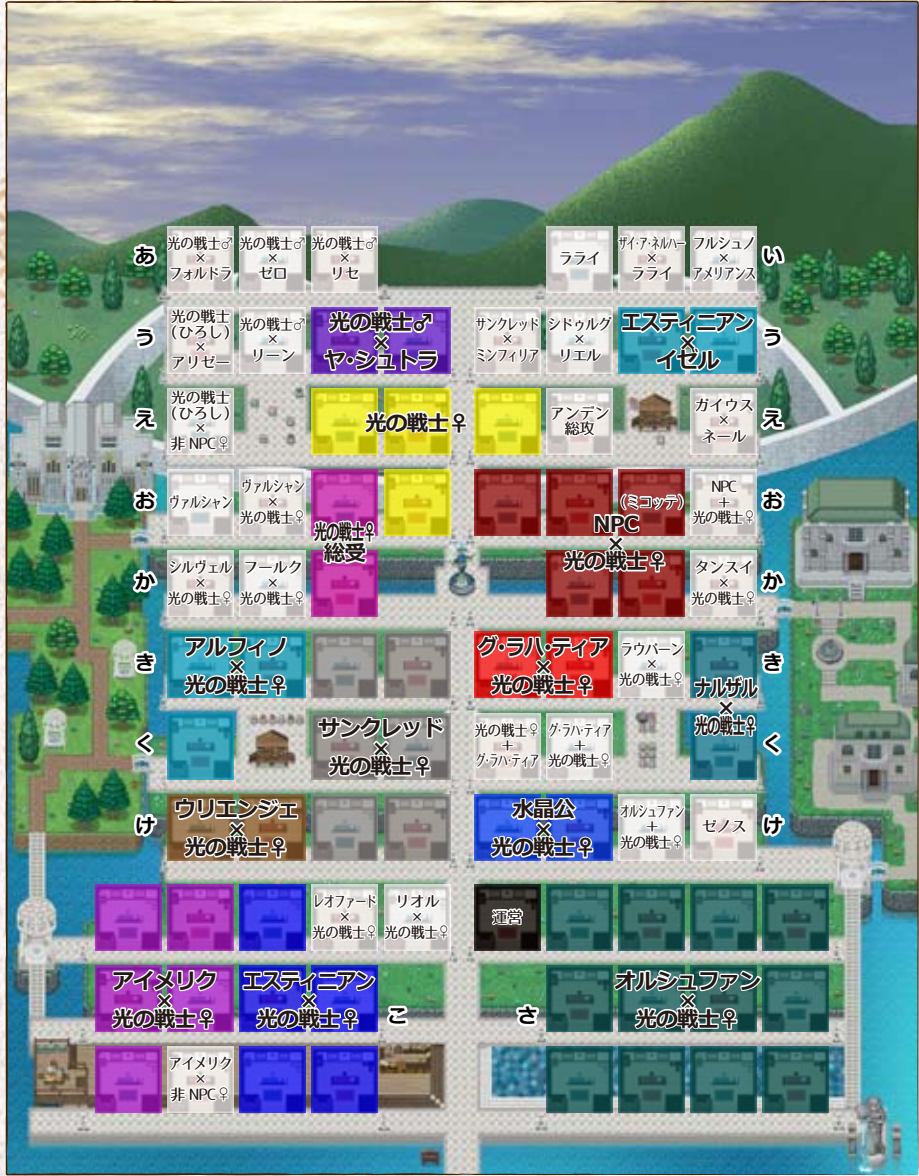 あ
光の戦士♂
×
フォルドラ
光の戦士♂
×
ゼロ
光の戦士♂
×
リセ
ラライ
ザイ・ア・ネルハー
×
ラライ
フルシュノ
×
アメリアンス
い
う
光の戦士
(ひろし)
×
アリゼー
光の戦士♂
×
リーン
光の戦士♂
×
ヤ・シュトラ
サンクレッド
×
ミンフィリア
シドゥルグ
×
リエル
エスティニアン
×
イゼル
う
え
光の戦士
(ひろし)
×
非NPC♀
光の戦士♀
アンデン
総攻
ガイウス
×
ネール
え
お
ヴァルシャン
ヴァルシャン
×
光の戦士♀
光の戦士♀
総受
(ミコッテ)
NPC
×
光の戦士♀
NPC
+
光の戦士♀
お
か
シルヴェル
×
光の戦士♀
フールク
×
光の戦士♀
タンスイ
×
光の戦士♀
か
き
アルフィノ
×
光の戦士♀
グ・ラハ・ティア
×
光の戦士♀
ラウバーン
×
光の戦士♀
ナルザル
×
光の戦士♀
き
く
サンクレッド
×
光の戦士♀
光の戦士♀
+
グ・ラハ・ティア
グ・ラハ・ティア
+
光の戦士♀
く
け
ウリエンジェ
×
光の戦士♀
水晶公
×
光の戦士♀
オルシュファン
+
光の戦士♀
ゼノス
け
レオファード
×
光の戦士♀
リオル
×
光の戦士♀
運営
アイメリク
×
光の戦士♀
エスティニアン
×
光の戦士♀
こ
さ
オルシュファン
×
光の戦士♀
アイメリク
×
非NPC♀